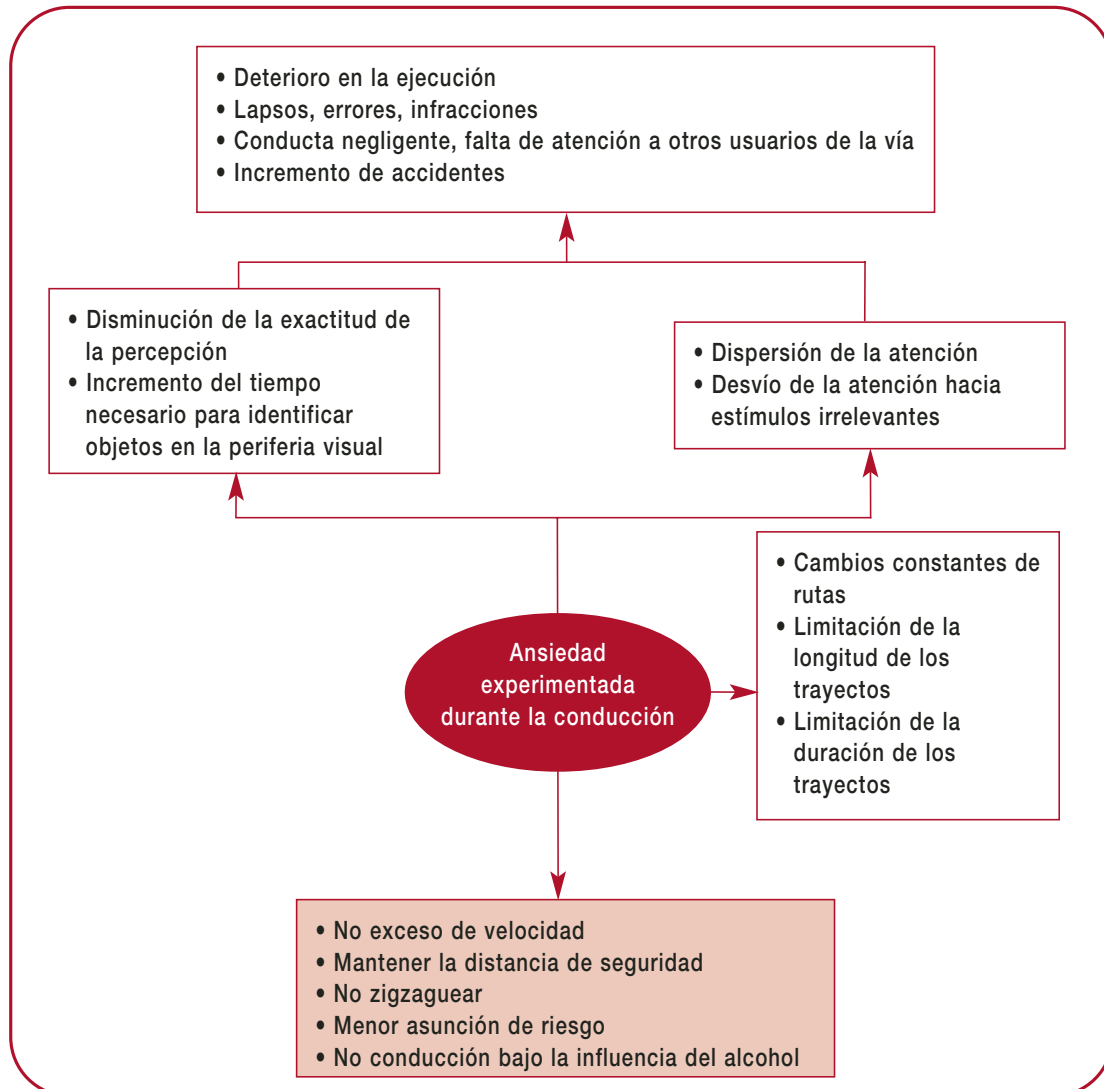 • Deterioro en la ejecución
• Lapsos, errores, infracciones
• Conducta negligente, falta de atención a otros usuarios de la vía
• Incremento de accidentes
• Disminución de la exactitud de
la percepción
• Incremento del tiempo
necesario para identificar
objetos en la periferia visual
• Dispersión de la atención
• Desvío de la atención hacia
estímulos irrelevantes
• Cambios constantes de
rutas
• Limitación de la
longitud de los
trayectos
• Limitación de la
duración de los
trayectos
Ansiedad
experimentada
durante la conducción
• No exceso de velocidad
• Mantener la distancia de seguridad
• No zigzaguear
• Menor asunción de riesgo
• No conducción bajo la influencia del alcohol